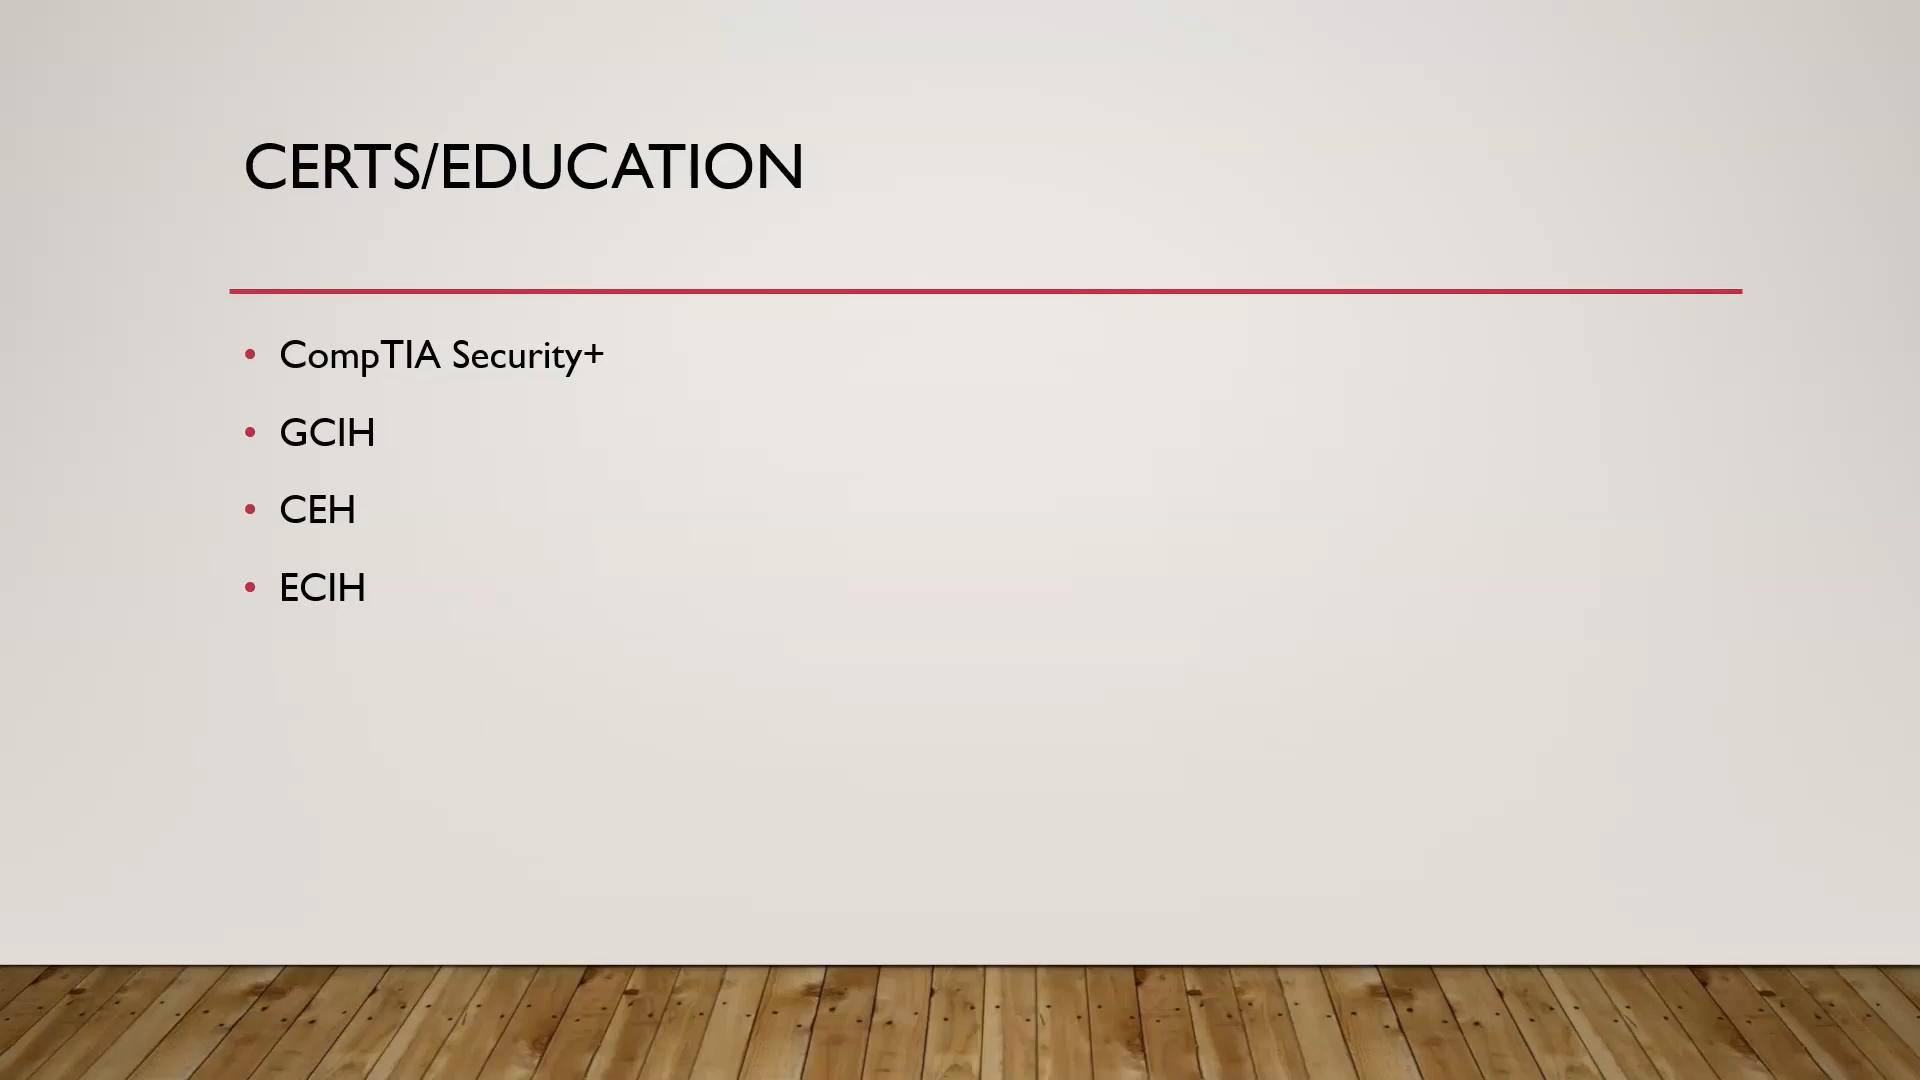 CERTS/EDUCATION
• CompTIA Security+
• GCIH
• CEH
• ECIH